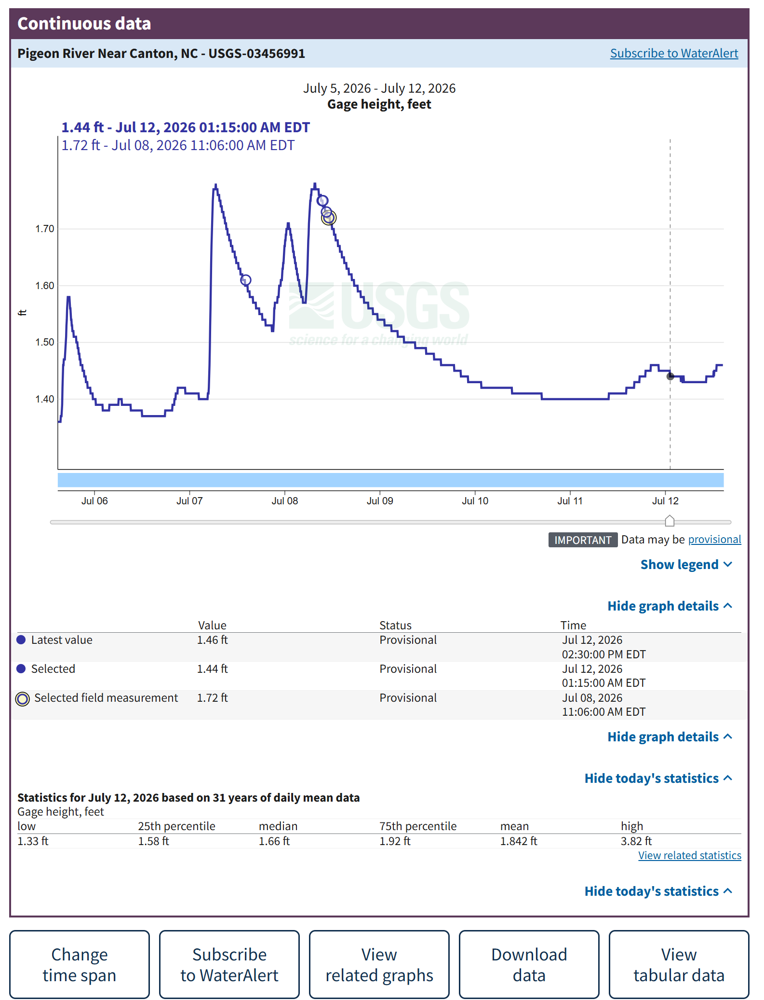 Continuous data
Pigeon River Near Canton, NC - USGS-03456991 Subscribe to WaterAlert
July 5, 2026 - July 12, 2026
Gage height, feet
1.44 ft - Jul 12, 2026 01:15:00 AM EDT
1.72 ft - Jul 08, 2026 11:06:00 AM EDT
1.70
1.60
ft
1.50
1.40
USGS
science for a changing world
Jul 06 Jul 07 Jul 08 Jul 09 Jul 10 Jul 11 Jul 12
IMPORTANT Data may be provisional
Show legend
Hide graph details
Value Status Time
Latest value 1.46 ft Provisional Jul 12, 2026
02:30:00 PM EDT
Selected 1.44 ft Provisional Jul 12, 2026
01:15:00 AM EDT
Selected field measurement 1.72 ft Provisional Jul 08, 2026
11:06:00 AM EDT
Hide graph details
Hide today's statistics
Statistics for July 12, 2026 based on 31 years of daily mean data
Gage height, feet
low 25th percentile median 75th percentile mean high
1.33 ft 1.58 ft 1.66 ft 1.92 ft 1.842 ft 3.82 ft
View related statistics
Hide today's statistics
Change
time span
Subscribe
to WaterAlert
View
related graphs
Download
data
View
tabular data